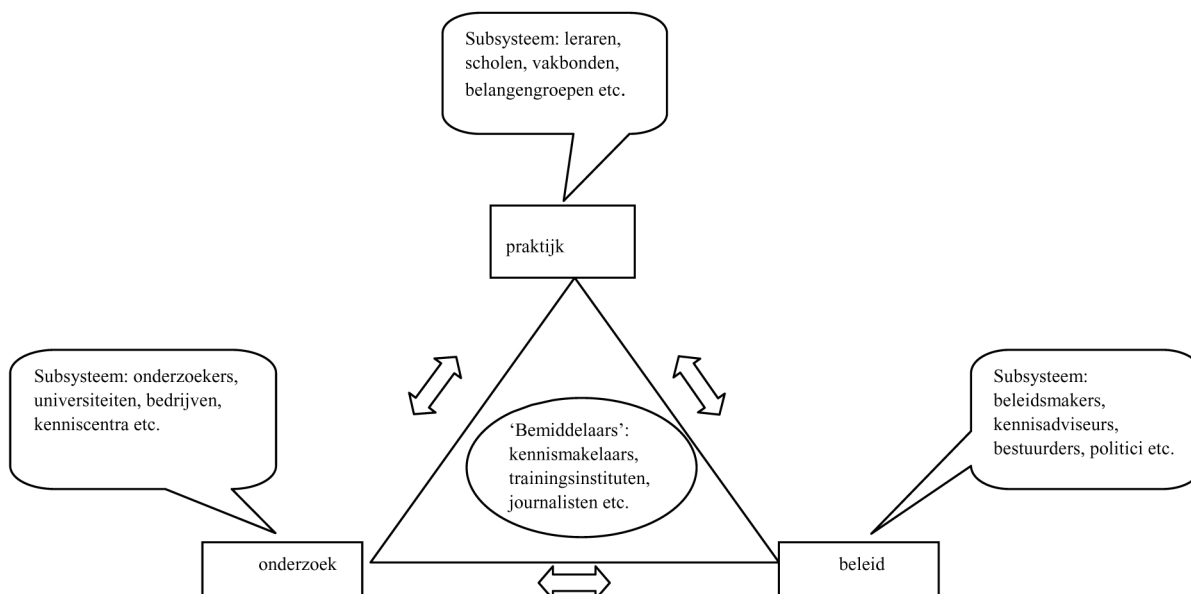 Subsysteem: leraren,
scholen, vakbonden,
belangengroepen etc.
praktijk
Subsysteem: onderzoekers,
universiteiten, bedrijven,
kenniscentra etc.
‘Bemiddelaars’:
kennismakelaars,
trainingsinstituten,
journalisten etc.
Subsysteem:
beleidsmakers,
kennisadviseurs,
bestuurders, politici etc.
onderzoek
beleid